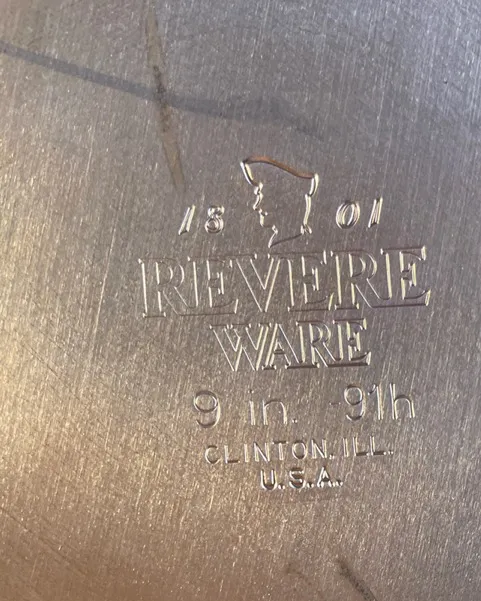 18 01
REVERE
WARE
9 in. 91h
CLINTON, ILL.
U.S.A.